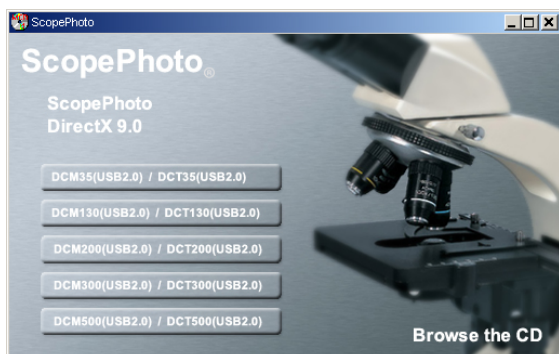 ScopePhoto
ScopePhoto®
ScopePhoto
DirectX 9.0
DCM35(USB2.0) / DCT35(USB2.0)
DCM130(USB2.0) / DCT130(USB2.0)
DCM200(USB2.0) / DCT200(USB2.0)
DCM300(USB2.0) / DCT300(USB2.0)
DCM500(USB2.0) / DCT500(USB2.0)
Browse the CD